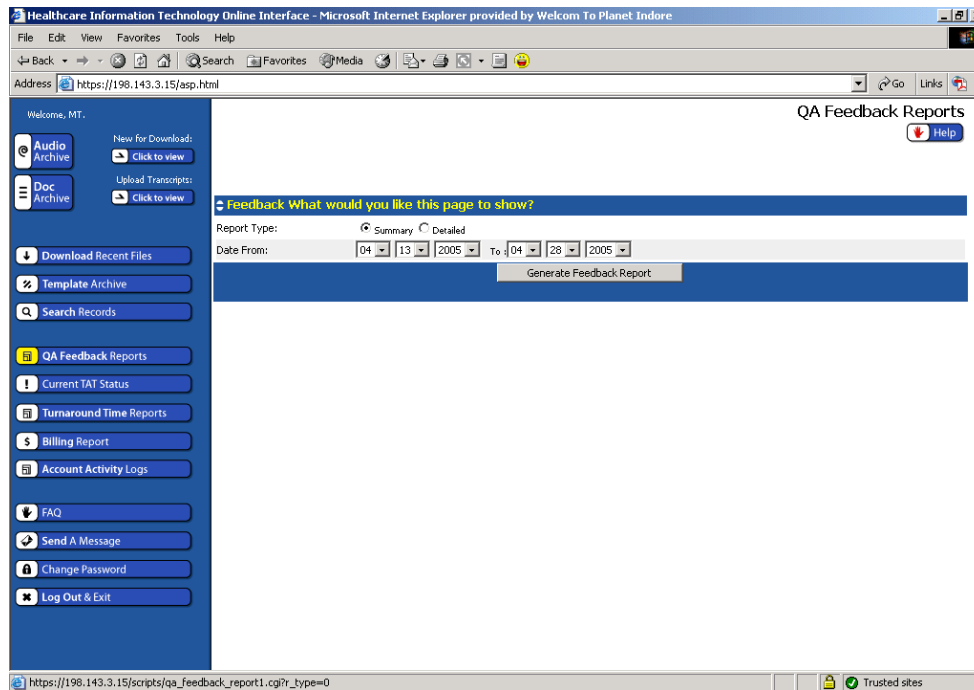 Healthcare Information Technology Online Interface - Microsoft Internet Explorer provided by Welcom To Planet Indore
File Edit View Favorites Tools Help
Back Search Favorites Media
Address https://198.143.3.15/asp.html Go Links
Welcome, MT.
QA Feedback Reports
Help
Audio Archive
New for Download:
Click to view
Doc Archive
Upload Transcripts:
Click to view
Feedback What would you like this page to show?
Report Type: Summary Detailed
Date From: 04 13 2005 To : 04 28 2005
Generate Feedback Report
Download Recent Files
Template Archive
Search Records
QA Feedback Reports
Current TAT Status
Turnaround Time Reports
$ Billing Report
Account Activity Logs
FAQ
Send A Message
Change Password
Log Out & Exit
https://198.143.3.15/scripts/qa_feedback_report1.cgi?r_type=0
Trusted sites